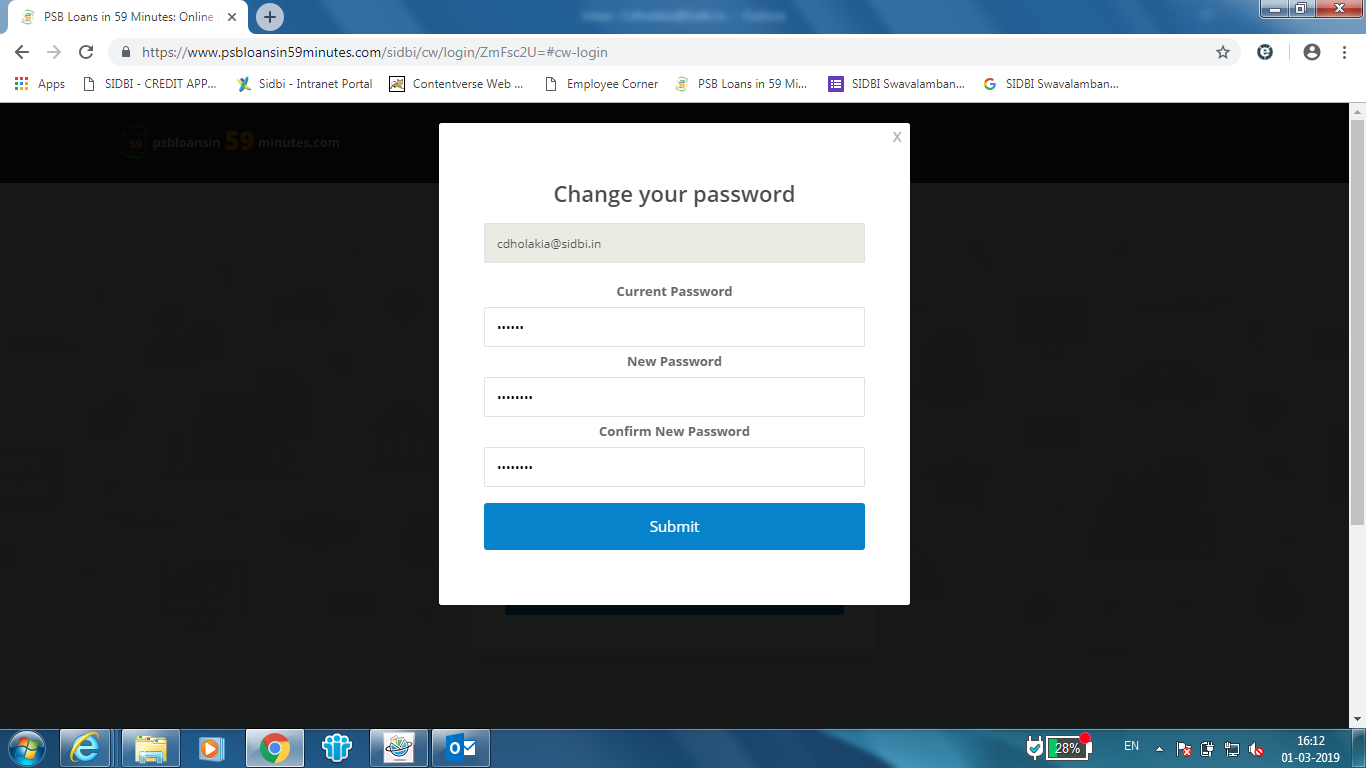 PSB Loans in 59 Minutes: Online
https://www.psbloansin59minutes.com/sidbi/cw/login/ZmFsc2U=#cw-login
Apps SIDBI - CREDIT APP... Sidbi - Intranet Portal Contentverse Web ... Employee Corner PSB Loans in 59 Mi... SIDBI Swavalamban... SIDBI Swavalamban...
psbloansin 59 minutes.com
X
Change your password
cdholakia@sidbi.in
Current Password
••••••
New Password
••••••••
Confirm New Password
••••••••
Submit
28% EN 16:12
01-03-2019